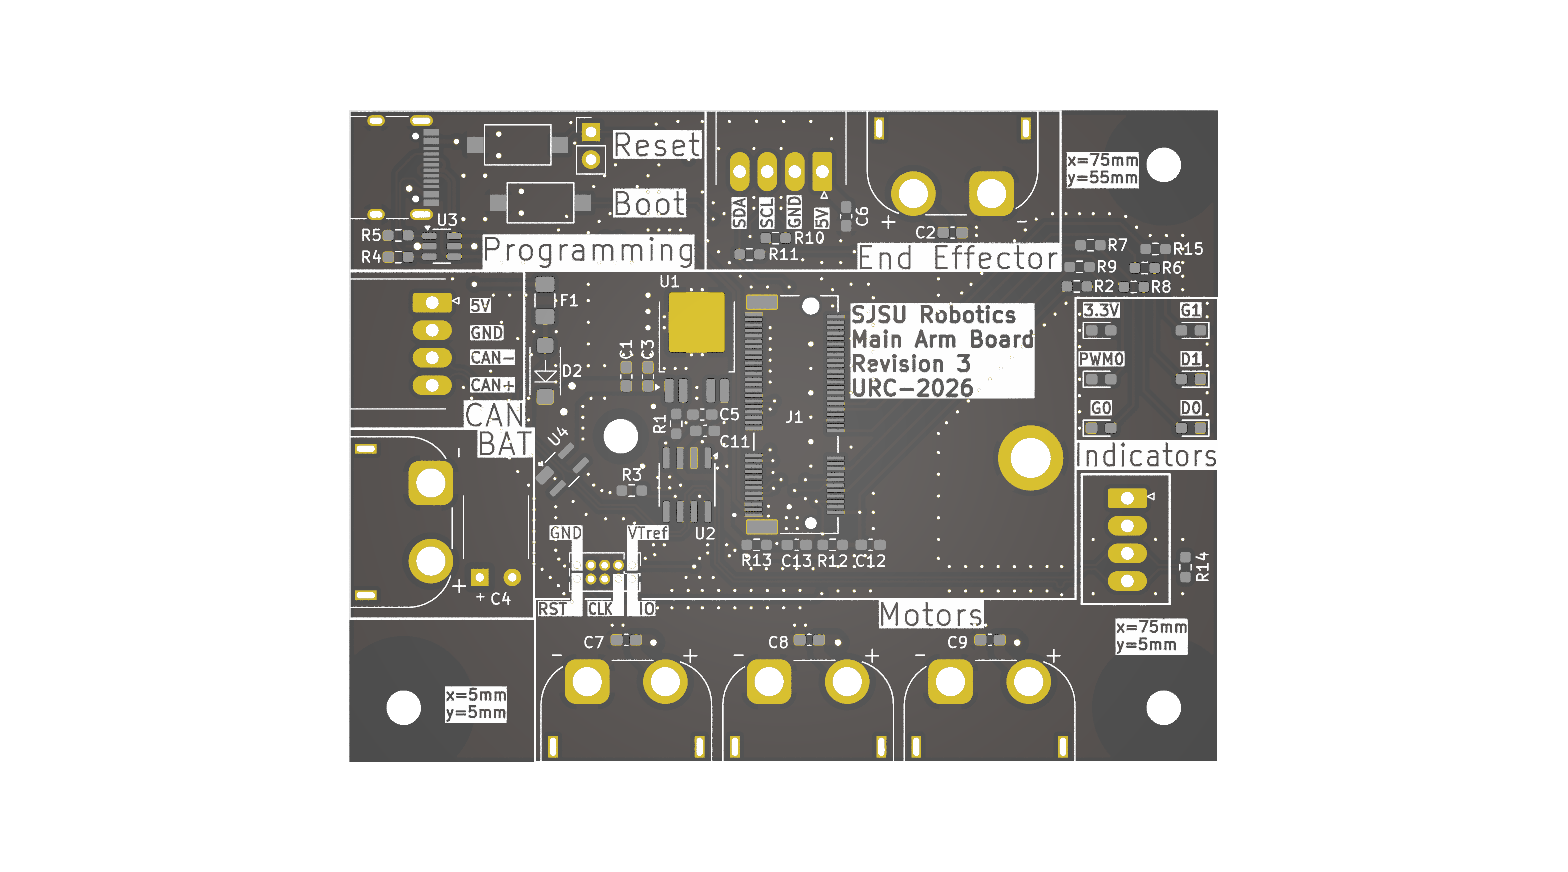 Reset
Boot
Programming
U3
R5
R4
SDA
SCL
GND
5V
C6
R10
R11
+
-
C2
End Effector
x=75mm
y=55mm
R7
R15
R9
R6
R2
R8
5V
GND
CAN-
CAN+
CAN
F1
D2
U1
C1
C3
R1
C5
C11
J1
SJSU Robotics
Main Arm Board
Revision 3
URC-2026
3.3V
G1
PWM0
D1
G0
D0
Indicators
BAT
-
+
+
C4
U4
R3
U2
GND
VTref
RST
CLK
IO
R13
C13
R12
C12
R14
Motors
C7
-
+
C8
-
+
C9
-
+
x=75mm
y=5mm
x=5mm
y=5mm